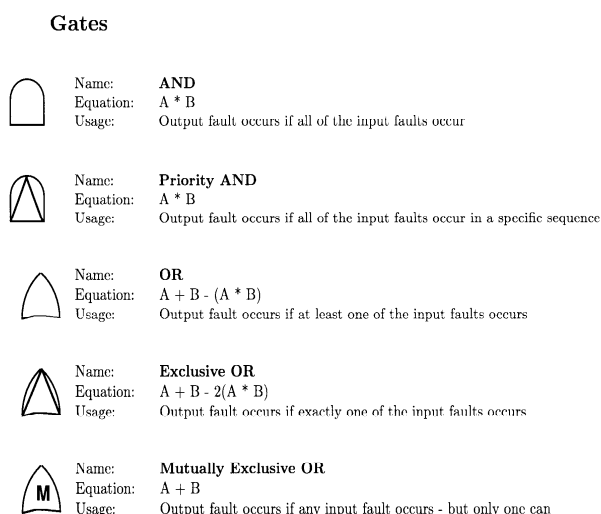 Gates
Name: AND
Equation: A * B
Usage: Output fault occurs if all of the input faults occur
Name: Priority AND
Equation: A * B
Usage: Output fault occurs if all of the input faults occur in a specific sequence
Name: OR
Equation: A + B - (A * B)
Usage: Output fault occurs if at least one of the input faults occurs
Name: Exclusive OR
Equation: A + B - 2(A * B)
Usage: Output fault occurs if exactly one of the input faults occurs
Name: Mutually Exclusive OR
M Equation: A + B
Usage: Output fault occurs if any input fault occurs - but only one can